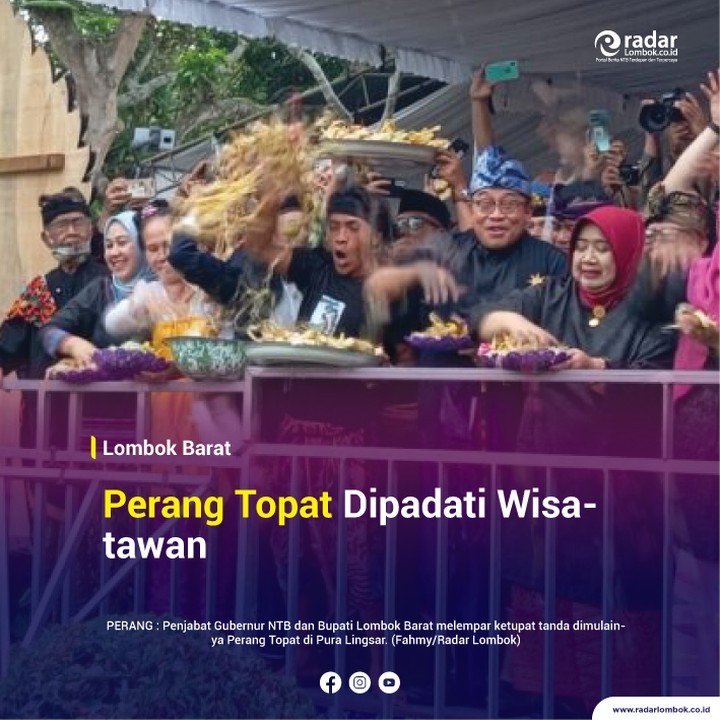 radar
Lombok.co.id
Portal Berita NTB Terdepan dan Terpercaya
Lombok Barat
Perang Topat Dipadati Wisa-
tawan
PERANG : Penjabat Gubernur NTB dan Bupati Lombok Barat melempar ketupat tanda dimulain-
ya Perang Topat di Pura Lingsar. (Fahmy/Radar Lombok)
www.radarlombok.co.id